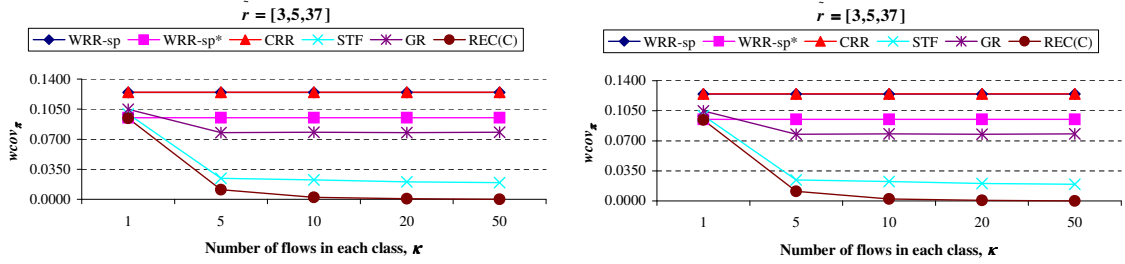 r̃ = [3,5,37]
WRR-sp WRR-sp* CRR STF GR REC(C)
0.1400
0.1050
0.0700
0.0350
0.0000
wcov_π
1 5 10 20 50
Number of flows in each class, κ
r̃ = [3,5,37]
WRR-sp WRR-sp* CRR STF GR REC(C)
0.1400
0.1050
0.0700
0.0350
0.0000
wcov_π
1 5 10 20 50
Number of flows in each class, κ